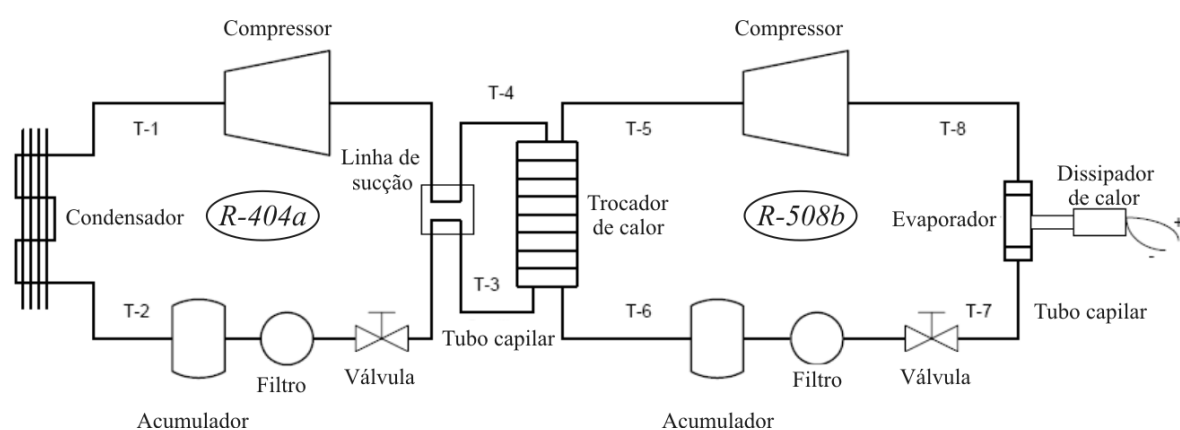 Compressor
Compressor
T-4
T-1
T-5
T-8
Linha de
sucção
Dissipador
de calor
Condensador
R-404a
Trocador
de calor
R-508b
Evaporador
+
-
T-3
T-2
T-6
T-7
Tubo capilar
Tubo capilar
Filtro
Válvula
Filtro
Válvula
Acumulador
Acumulador